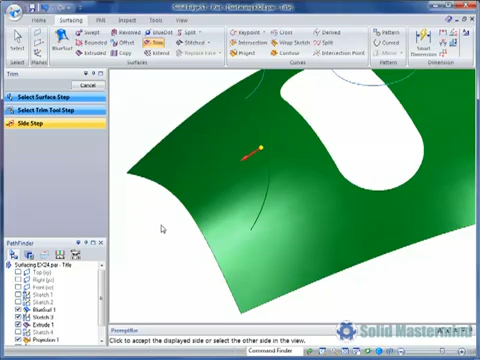 Solid Edge ST - Part - [Surfacing EX24.par - Title]
Home Surfacing PMI Inspect Tools View
Select Planes BlueSurf Swept Revolved BlueDot Split Keypoint Cross Derived Pattern Smart Dimension
Bounded Offset Trim Stitched Intersection Wrap Sketch Split
Extruded Copy Extend Project Contour Intersection Point Pattern
Select Surfaces Curves Pattern Dimension
Trim
Cancel
Select Surface Step
Select Trim Tool Step
Side Step
PathFinder
Surfacing EX24.par - Title
Top (xy)
Right (yz)
Front (xz)
Sketch 1
Sketch 2
BlueSurf 1
Sketch 3
Extrude 1
Sketch 4
Projection 1
PromptBar
Click to accept the displayed side or select the other side in the view.
Solid Mastermind
Command Finder